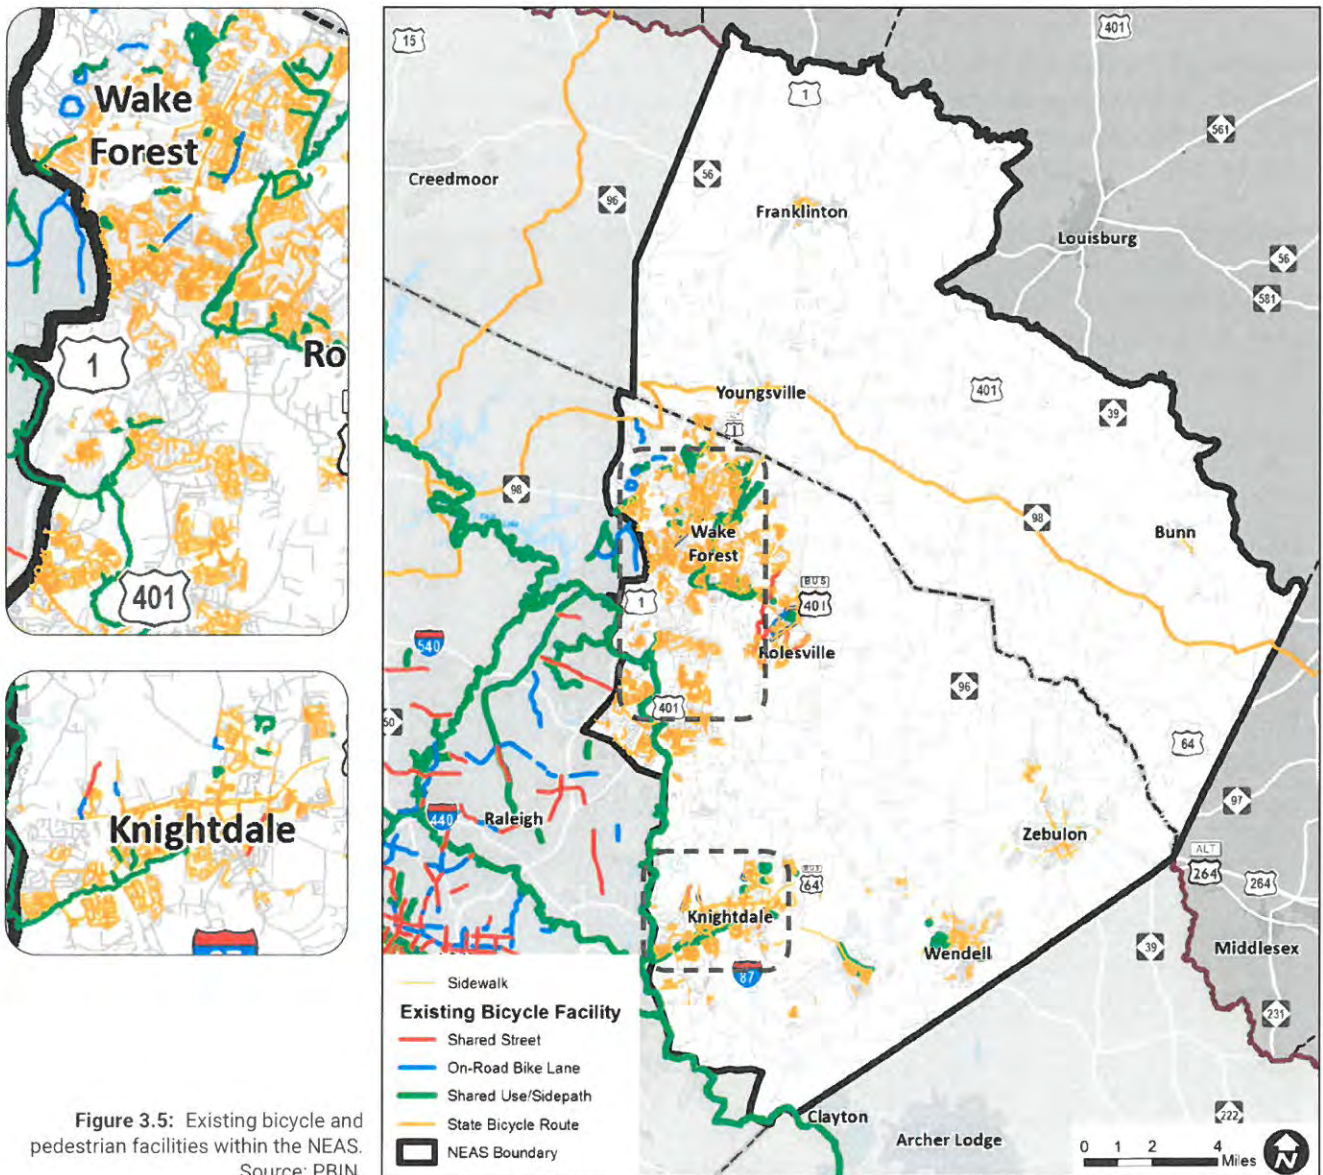 Wake
Forest
Ro
1
401
Knightdale
15
401
1
561
56
Creedmoor
96
Franklinton
Louisburg
56
581
Youngsville
401
39
1
98
98
Bunn
Wake
Forest
BUS
401
1
540
Rolesville
96
50
401
64
97
Raleigh
440
Zebulon
ALT
264
264
BUS
64
Knightdale
Wendell
39
Middlesex
87
231
Sidewalk
Existing Bicycle Facility
Shared Street
On-Road Bike Lane
Shared Use/Sidepath
State Bicycle Route
NEAS Boundary
Clayton
Archer Lodge
222
0 1 2 4
Miles
N
Figure 3.5: Existing bicycle and
pedestrian facilities within the NEAS.
Source: PBIN.